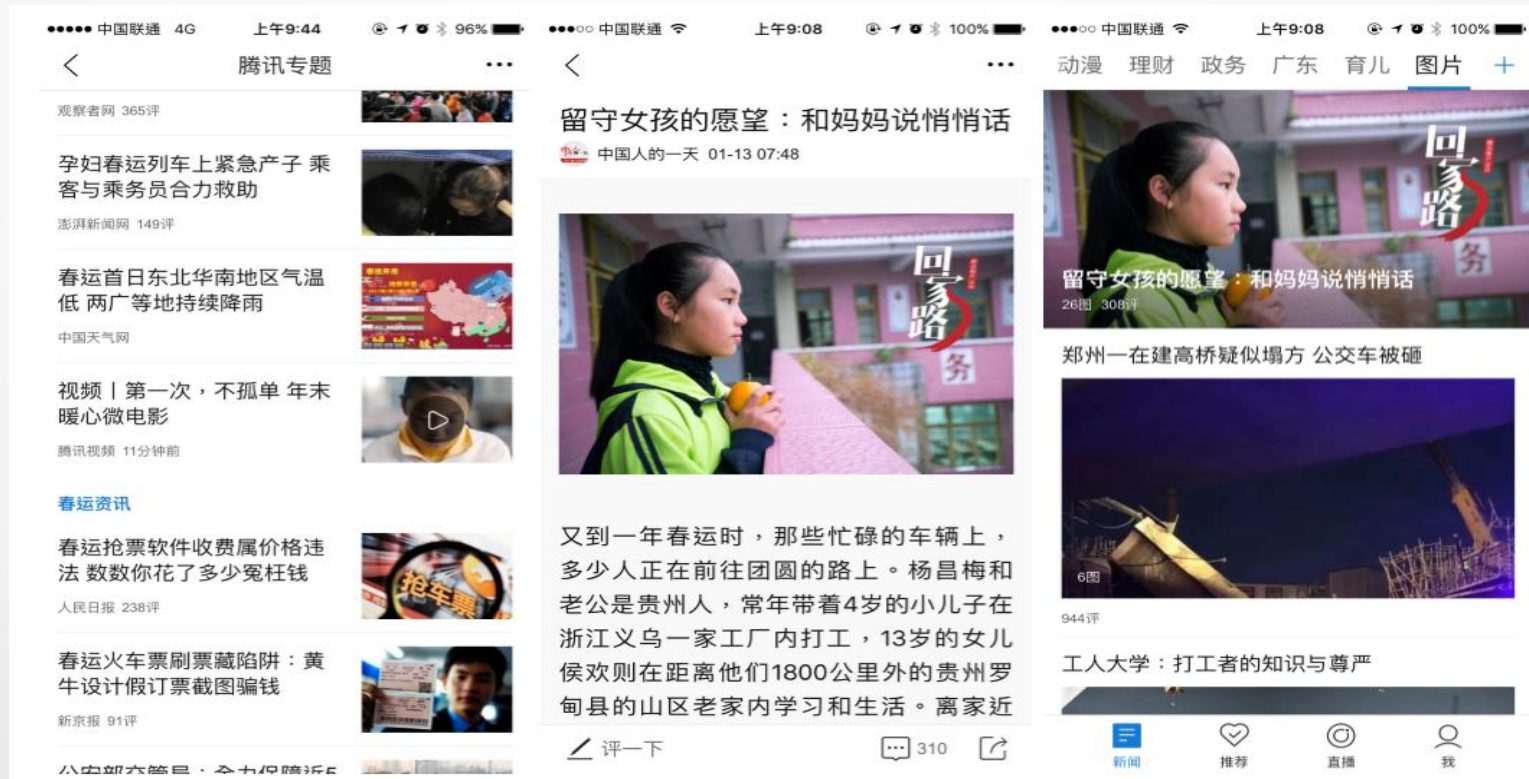 中国联通 4G 上午9:44 96%
腾讯专题
观察者网 365评
孕妇春运列车上紧急产子 乘
客与乘务员合力救助
澎湃新闻网 149评
春运首日东北华南地区气温
低 两广等地持续降雨
中国天气网
视频丨第一次，不孤单 年末
暖心微电影
腾讯视频 11分钟前
春运资讯
春运抢票软件收费属价格违
法 数数你花了多少冤枉钱
抢车票
人民日报 238评
春运火车票刷票藏陷阱：黄
牛设计假订票截图骗钱
新京报 91评
公安部交管局：全力保障近5
中国联通 上午9:08 100%
留守女孩的愿望：和妈妈说悄悄话
中国人的一天 01-13 07:48
回家路
务
又到一年春运时，那些忙碌的车辆上，
多少人正在前往团圆的路上。杨昌梅和
老公是贵州人，常年带着4岁的小儿子在
浙江义乌一家工厂内打工，13岁的女儿
侯欢则在距离他们1800公里外的贵州罗
甸县的山区老家内学习和生活。离家近
评一下 310
中国联通 上午9:08 100%
动漫 理财 政务 广东 育儿 图片 +
回家路
务
留守女孩的愿望：和妈妈说悄悄话
26图 308评
郑州一在建高桥疑似塌方 公交车被砸
6图
944评
工人大学：打工者的知识与尊严
新闻 推荐 直播 我